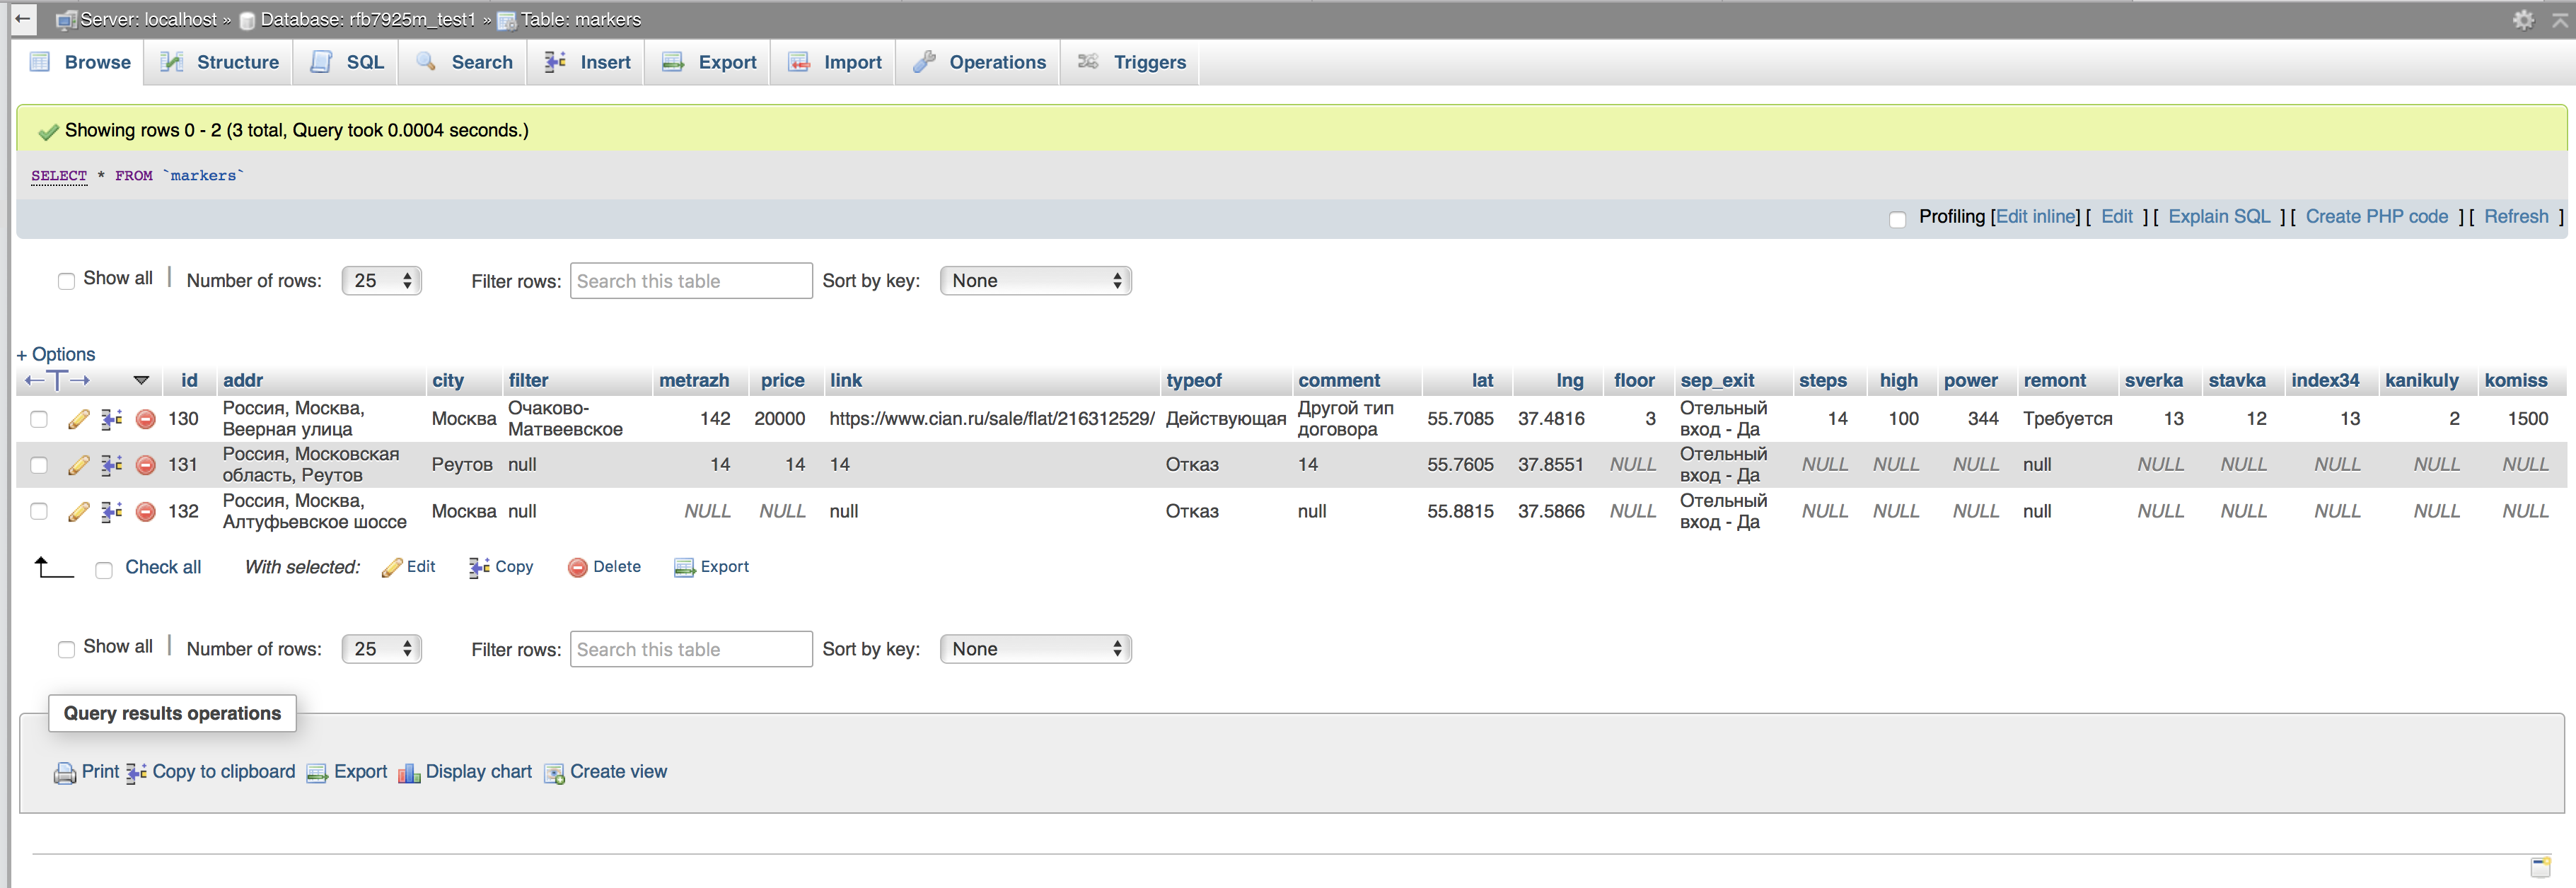 Server: localhost » Database: rfb7925m_test1 » Table: markers
Browse Structure SQL Search Insert Export Import Operations Triggers
Showing rows 0 - 2 (3 total, Query took 0.0004 seconds.)
SELECT * FROM `markers`
Profiling [Edit inline] [ Edit ] [ Explain SQL ] [ Create PHP code ] [ Refresh ]
Show all | Number of rows: 25 Filter rows: Search this table Sort by key: None
+ Options
←T→ id addr city filter metrazh price link typeof comment lat lng floor sep_exit steps high power remont sverka stavka index34 kanikuly komiss
130 Россия, Москва, Веерная улица Москва Очаково-Матвеевское 142 20000 https://www.cian.ru/sale/flat/216312529/ Действующая Другой тип договора 55.7085 37.4816 3 Отельный вход - Да 14 100 344 Требуется 13 12 13 2 1500
131 Россия, Московская область, Реутов Реутов null 14 14 14 Отказ 14 55.7605 37.8551 NULL Отельный вход - Да NULL NULL NULL null NULL NULL NULL NULL NULL
132 Россия, Москва, Алтуфьевское шоссе Москва null NULL NULL null Отказ null 55.8815 37.5866 NULL Отельный вход - Да NULL NULL NULL null NULL NULL NULL NULL NULL
Check all With selected: Edit Copy Delete Export
Show all | Number of rows: 25 Filter rows: Search this table Sort by key: None
Query results operations
Print Copy to clipboard Export Display chart Create view